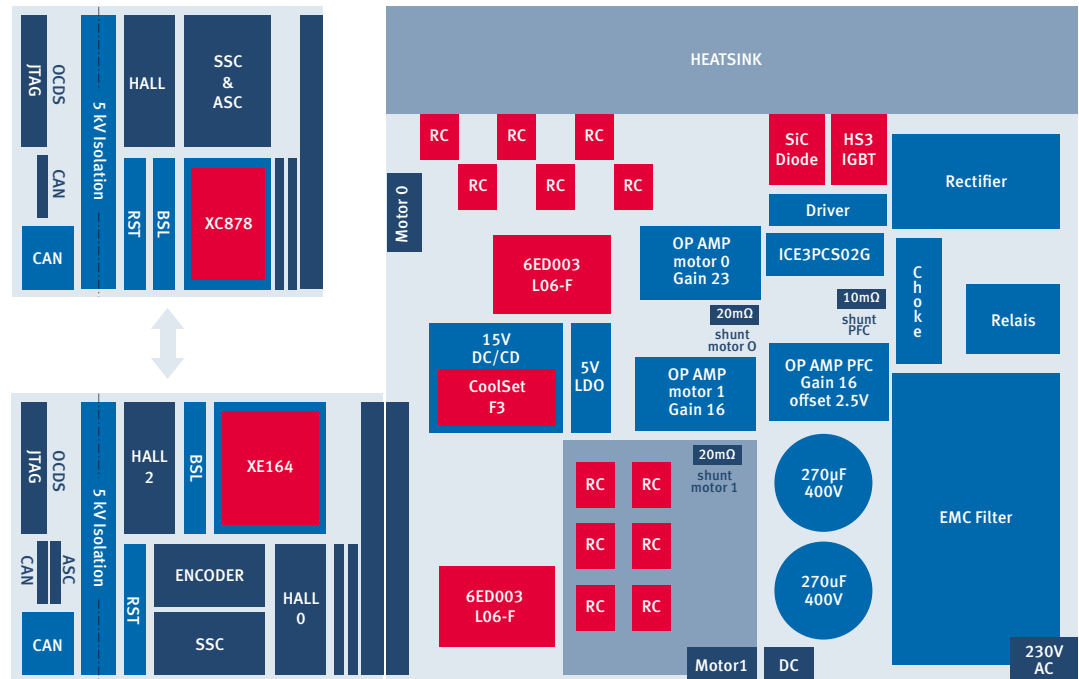 JTAG
OCDS
5 kV Isolation
HALL
SSC
&
ASC
CAN
CAN
RST
BSL
XC878
JTAG
OCDS
5 kV Isolation
HALL
2
BSL
XE164
CAN
ASC
CAN
RST
ENCODER
SSC
HALL
0
HEATSINK
RC
RC
RC
RC
RC
RC
Motor 0
SiC
Diode
HS3
IGBT
Rectifier
Driver
6ED003
L06-F
OP AMP
motor 0
Gain 23
ICE3PCS02G
Choke
20mΩ
shunt
motor O
10mΩ
shunt
PFC
Relais
15V
DC/CD
CoolSet
F3
5V
LDO
OP AMP
motor 1
Gain 16
OP AMP PFC
Gain 16
offset 2.5V
20mΩ
shunt
motor 1
RC
RC
RC
RC
RC
RC
270µF
400V
EMC Filter
6ED003
L06-F
270uF
400V
Motor1
DC
230V
AC